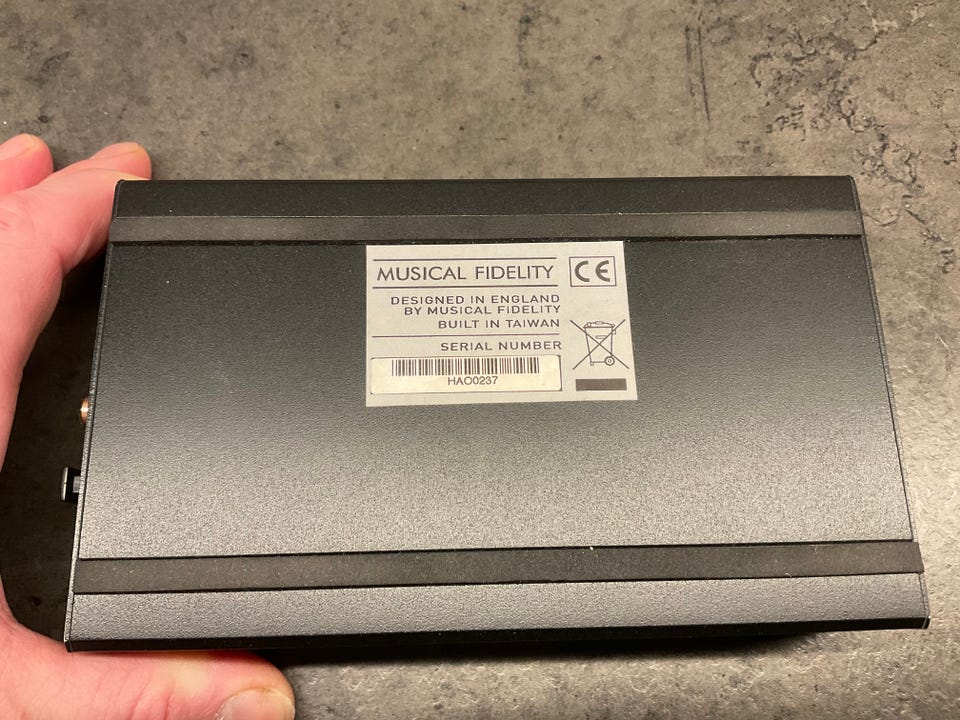 MUSICAL FIDELITY CE
DESIGNED IN ENGLAND
BY MUSICAL FIDELITY
BUILT IN TAIWAN
SERIAL NUMBER
HAO0237